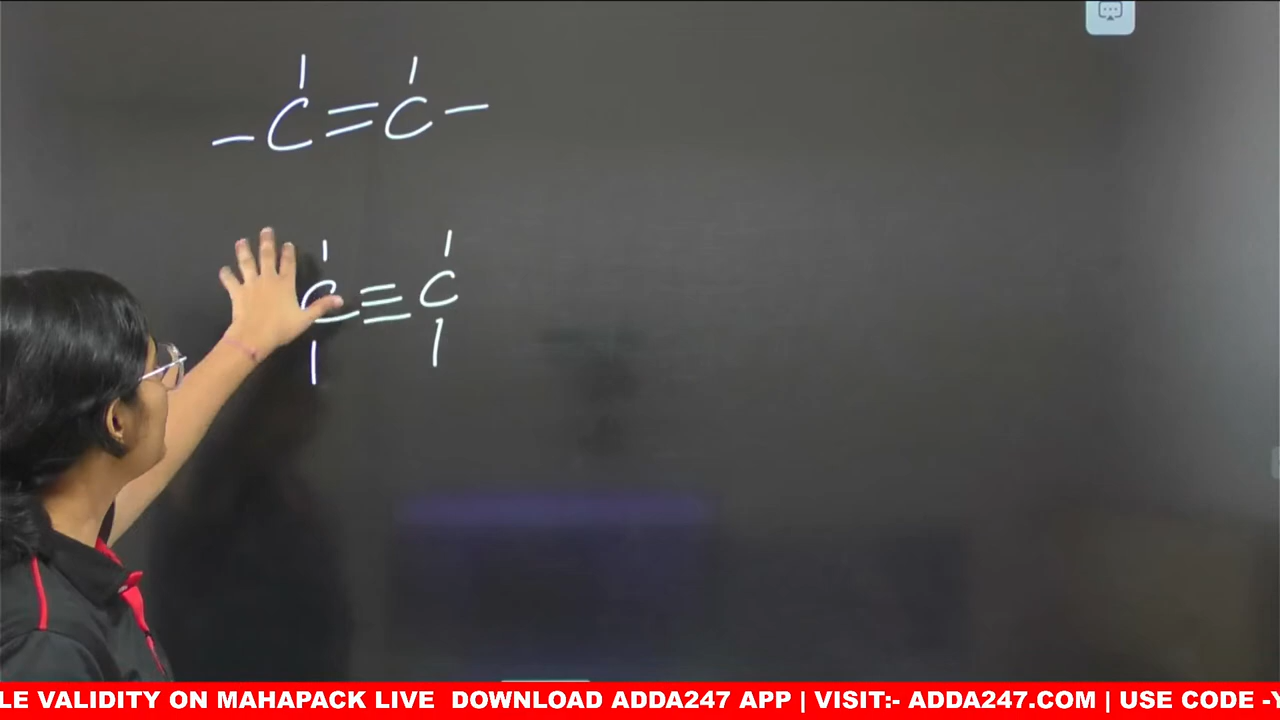 – C = C –
C ≡ C
LE VALIDITY ON MAHAPACK LIVE DOWNLOAD ADDA247 APP | VISIT:- ADDA247.COM | USE CODE -Y